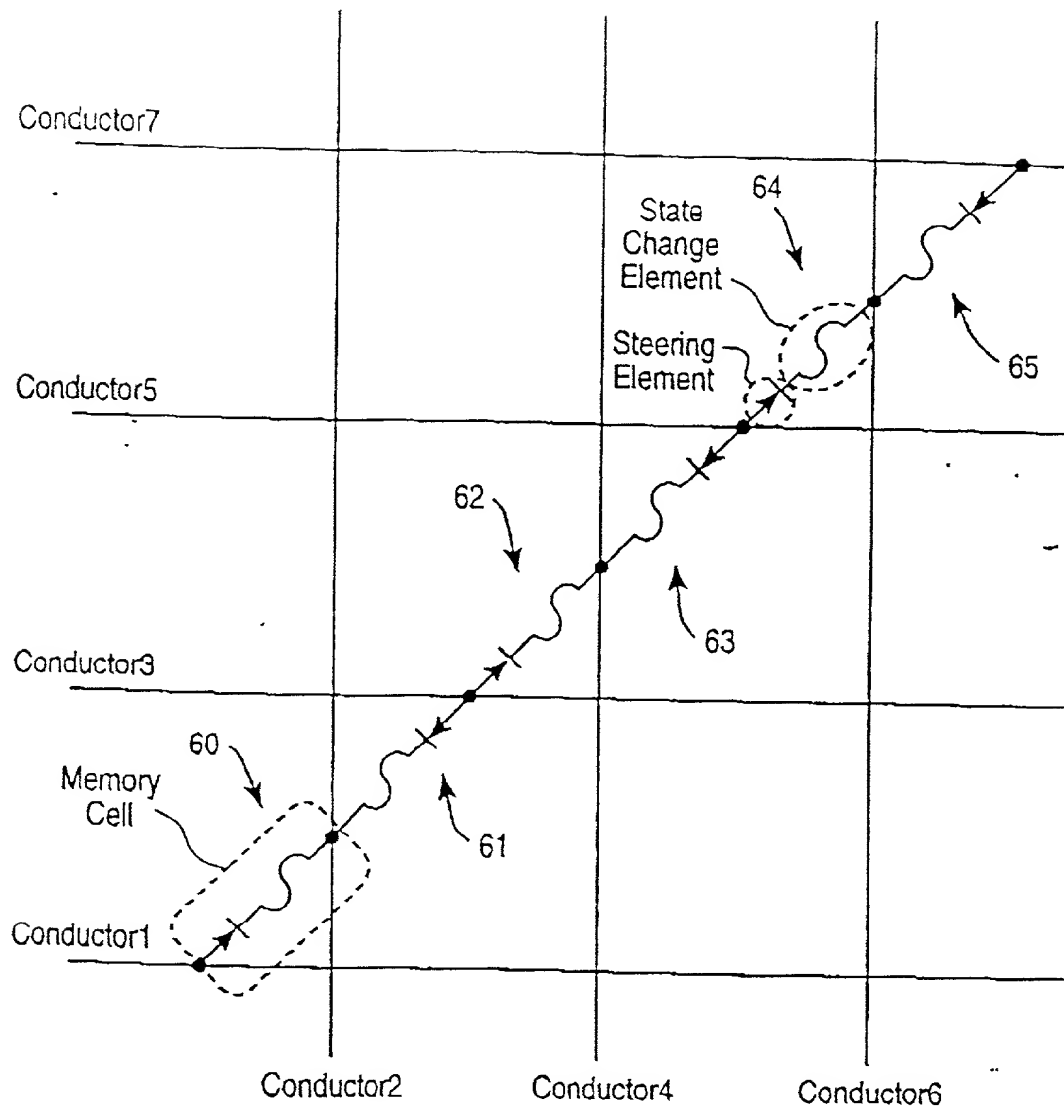 Conductor7
64
State
Change
Element
Steering
Element
65
Conductor5
62
63
Conductor3
60
Memory
Cell
61
Conductor1
Conductor2
Conductor4
Conductor6